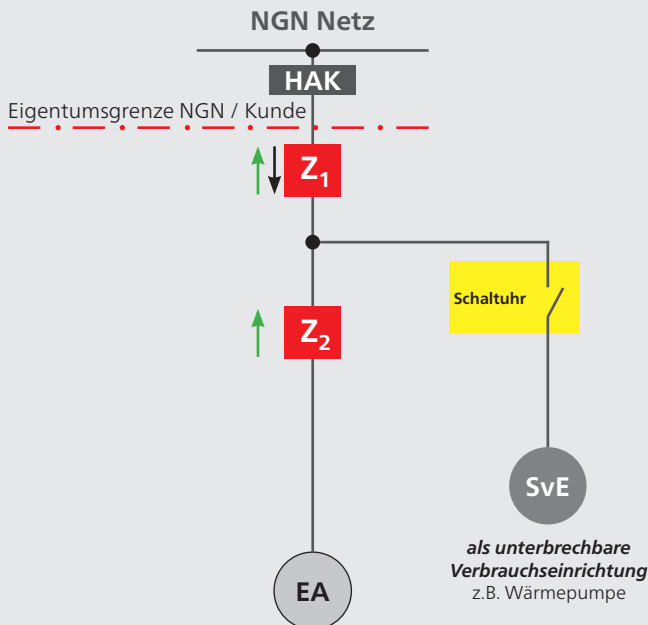 NGN Netz
HAK
Eigentumsgrenze NGN / Kunde
Z₁
Schaltuhr
Z₂
SvE
als unterbrechbare
Verbrauchseinrichtung
z.B. Wärmepumpe
EA